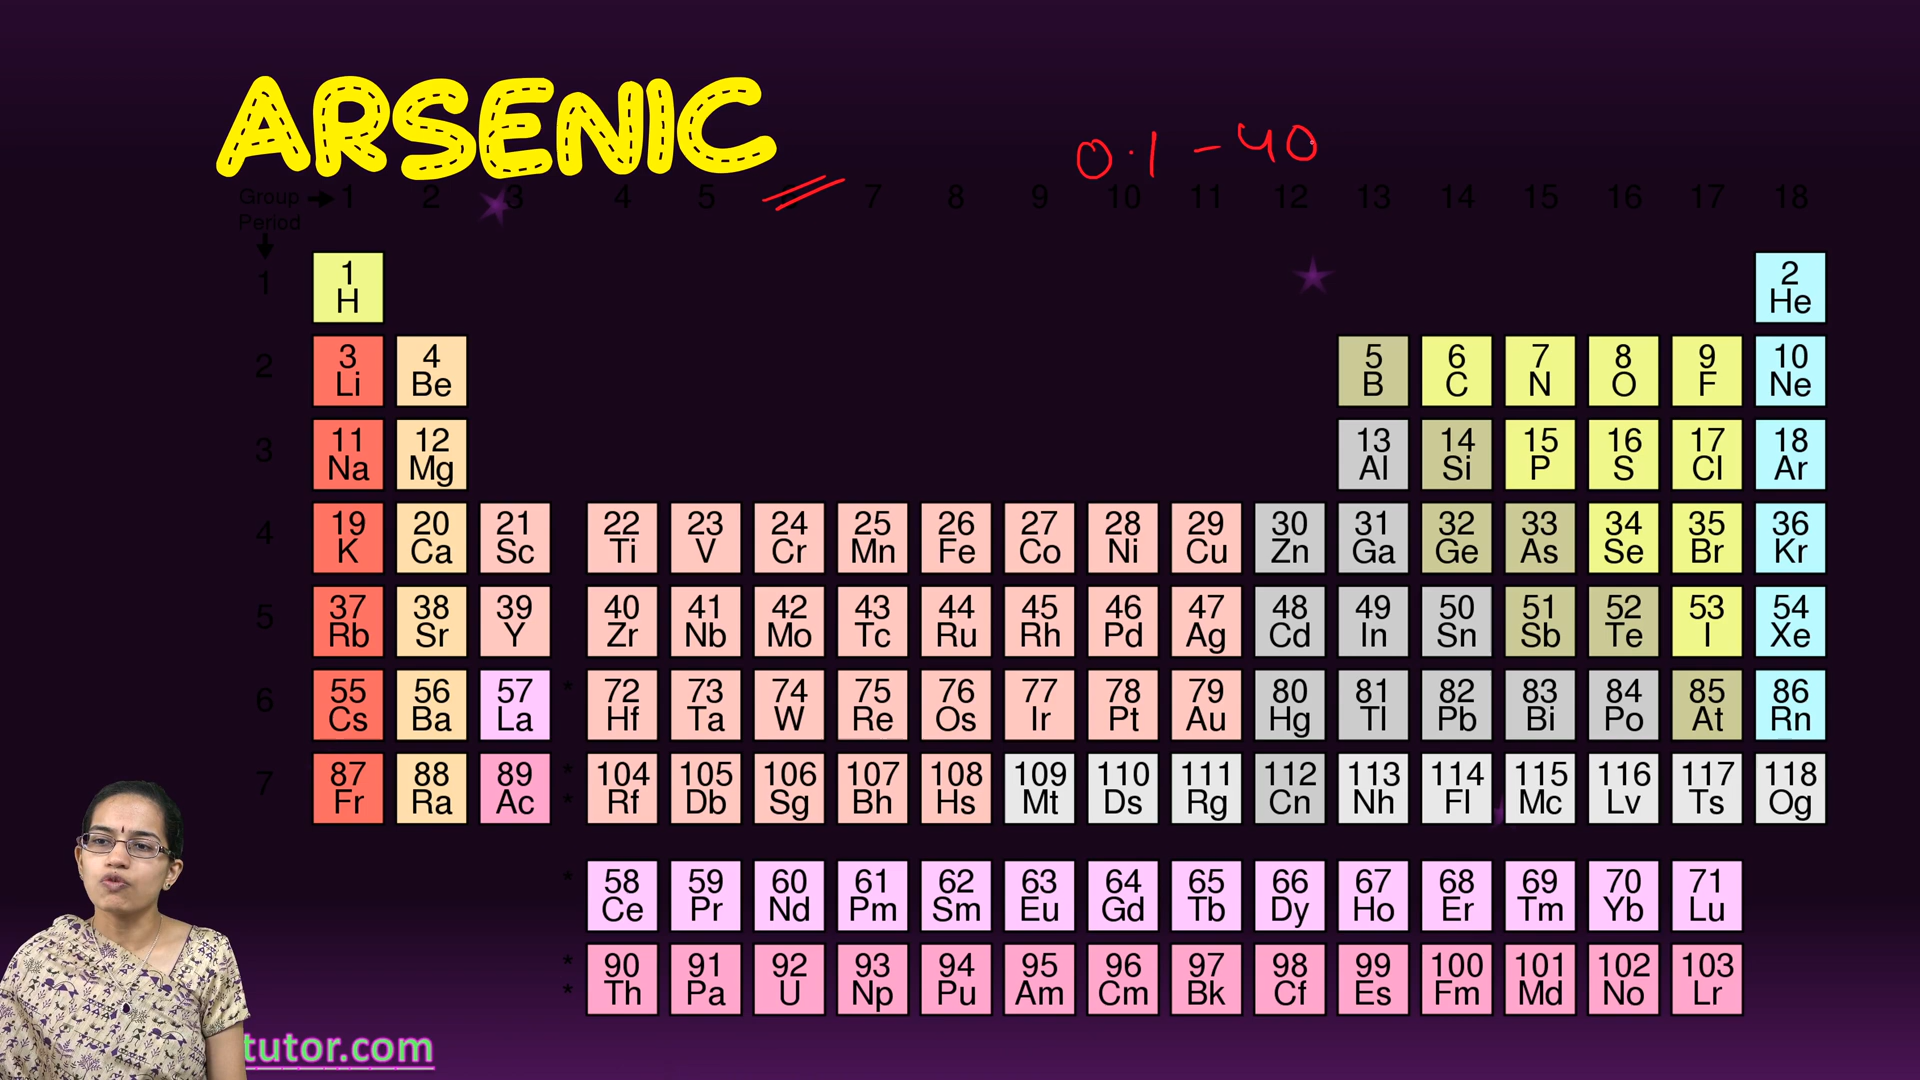 ARSENIC
0.1 - 40
Group 1 2 3 4 5 7 8 9 10 11 12 13 14 15 16 17 18
Period
1 1 H 2 He
2 3 Li 4 Be 5 B 6 C 7 N 8 O 9 F 10 Ne
3 11 Na 12 Mg 13 Al 14 Si 15 P 16 S 17 Cl 18 Ar
4 19 K 20 Ca 21 Sc 22 Ti 23 V 24 Cr 25 Mn 26 Fe 27 Co 28 Ni 29 Cu 30 Zn 31 Ga 32 Ge 33 As 34 Se 35 Br 36 Kr
5 37 Rb 38 Sr 39 Y 40 Zr 41 Nb 42 Mo 43 Tc 44 Ru 45 Rh 46 Pd 47 Ag 48 Cd 49 In 50 Sn 51 Sb 52 Te 53 I 54 Xe
6 55 Cs 56 Ba 57 La * 72 Hf 73 Ta 74 W 75 Re 76 Os 77 Ir 78 Pt 79 Au 80 Hg 81 Tl 82 Pb 83 Bi 84 Po 85 At 86 Rn
7 87 Fr 88 Ra 89 Ac * * 104 Rf 105 Db 106 Sg 107 Bh 108 Hs 109 Mt 110 Ds 111 Rg 112 Cn 113 Nh 114 Fl 115 Mc 116 Lv 117 Ts 118 Og
* 58 Ce 59 Pr 60 Nd 61 Pm 62 Sm 63 Eu 64 Gd 65 Tb 66 Dy 67 Ho 68 Er 69 Tm 70 Yb 71 Lu
* * 90 Th 91 Pa 92 U 93 Np 94 Pu 95 Am 96 Cm 97 Bk 98 Cf 99 Es 100 Fm 101 Md 102 No 103 Lr
tutor.com